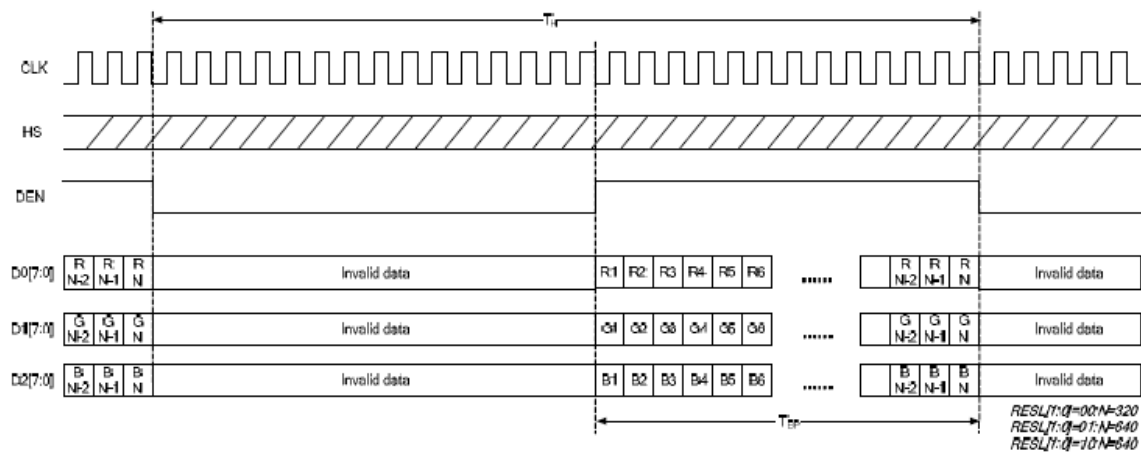 TH
CLK
HS
DEN
D0[7:0] R N-2 R N-1 R N Invalid data R1 R2 R3 R4 R5 R6 ...... R N-2 R N-1 R N Invalid data
D1[7:0] G N-2 G N-1 G N Invalid data G1 G2 G3 G4 G5 G6 ...... G N-2 G N-1 G N Invalid data
D2[7:0] B N-2 B N-1 B N Invalid data B1 B2 B3 B4 B5 B6 ...... B N-2 B N-1 B N Invalid data
TEP
RESL[1:0]=00:N=320
RESL[1:0]=01:N=640
RESL[1:0]=10:N=640